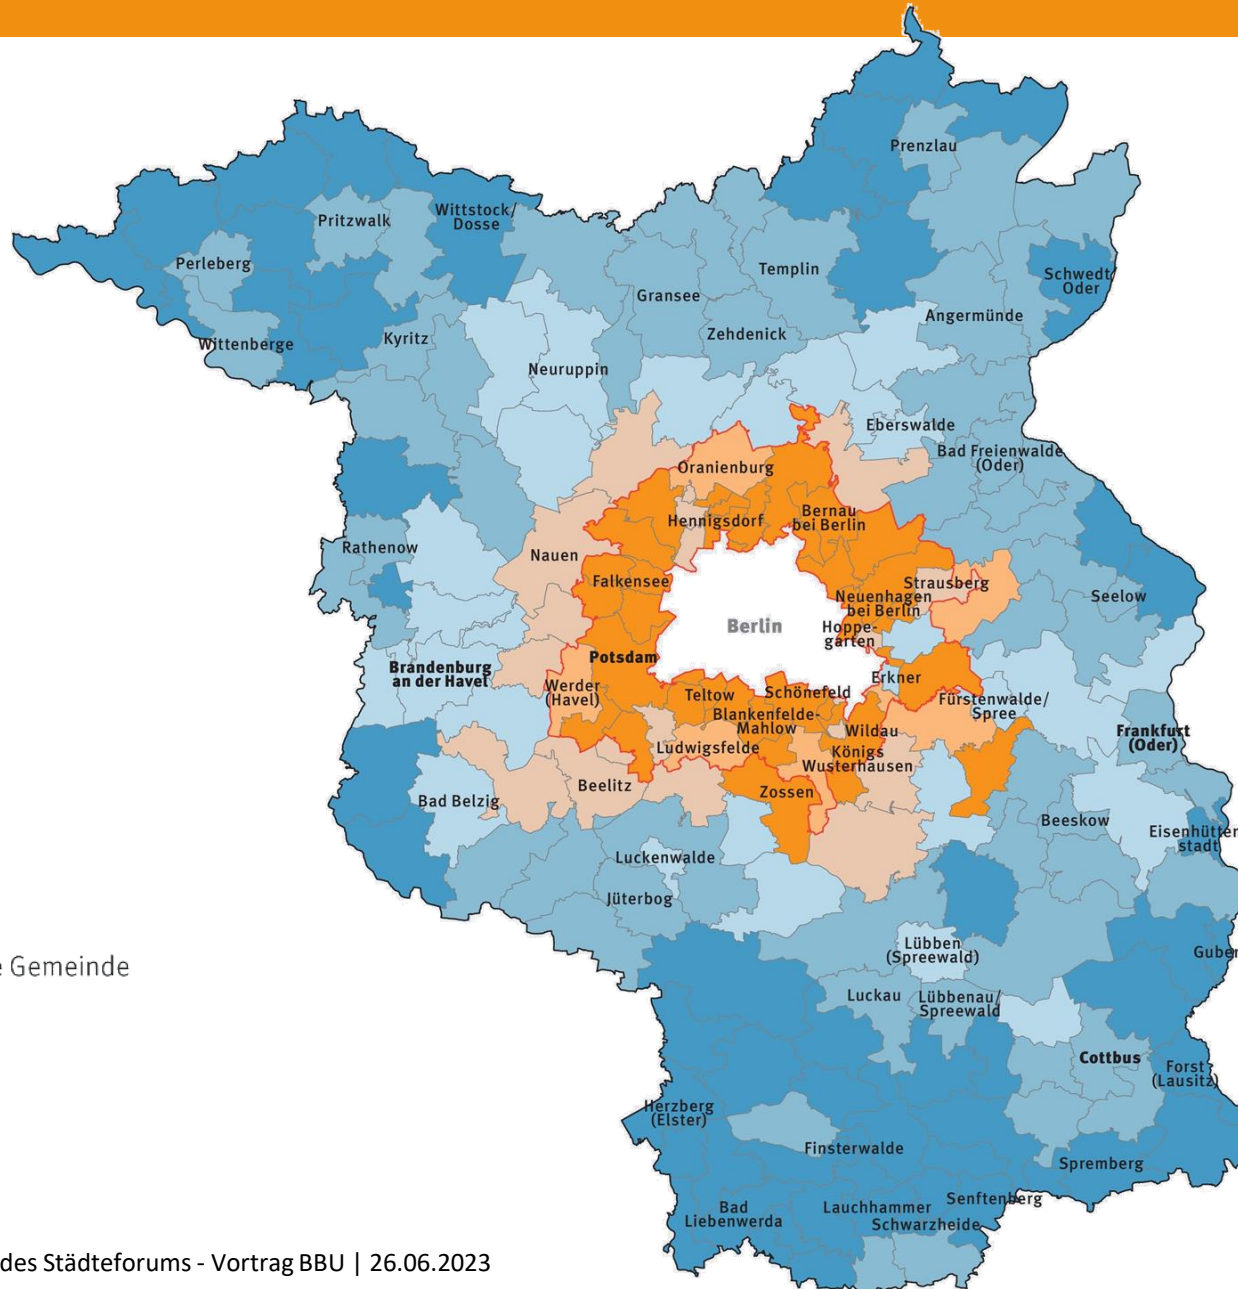 Prenzlau
Pritzwalk
Wittstock/
Dosse
Perleberg
Templin
Schwedt/
Oder
Gransee
Angermünde
Zehdenick
Kyritz
Wittenberge
Neuruppin
Eberswalde
Bad Freienwalde
(Oder)
Oranienburg
Bernau
bei Berlin
Hennigsdorf
Rathenow
Nauen
Falkensee
Strausberg
Neuenhagen
bei Berlin
Seelow
Berlin
Hoppe-
garten
Potsdam
Brandenburg
an der Havel
Erkner
Werder
(Havel)
Teltow
Schönefeld
Fürstenwalde/
Spree
Blankenfelde-
Mahlow
Wildau
Frankfurt
(Oder)
Ludwigsfelde
Königs
Wusterhausen
Beelitz
Zossen
Bad Belzig
Beeskow
Eisenhütten
stadt
Luckenwalde
Jüterbog
Lübben
(Spreewald)
Guben
e Gemeinde
Luckau
Lübbenau/
Spreewald
Cottbus
Forst
(Lausitz)
Herzberg
(Elster)
Finsterwalde
Spremberg
Senftenberg
Bad
Liebenwerda
Lauchhammer
Schwarzheide
des Städteforums - Vortrag BBU | 26.06.2023